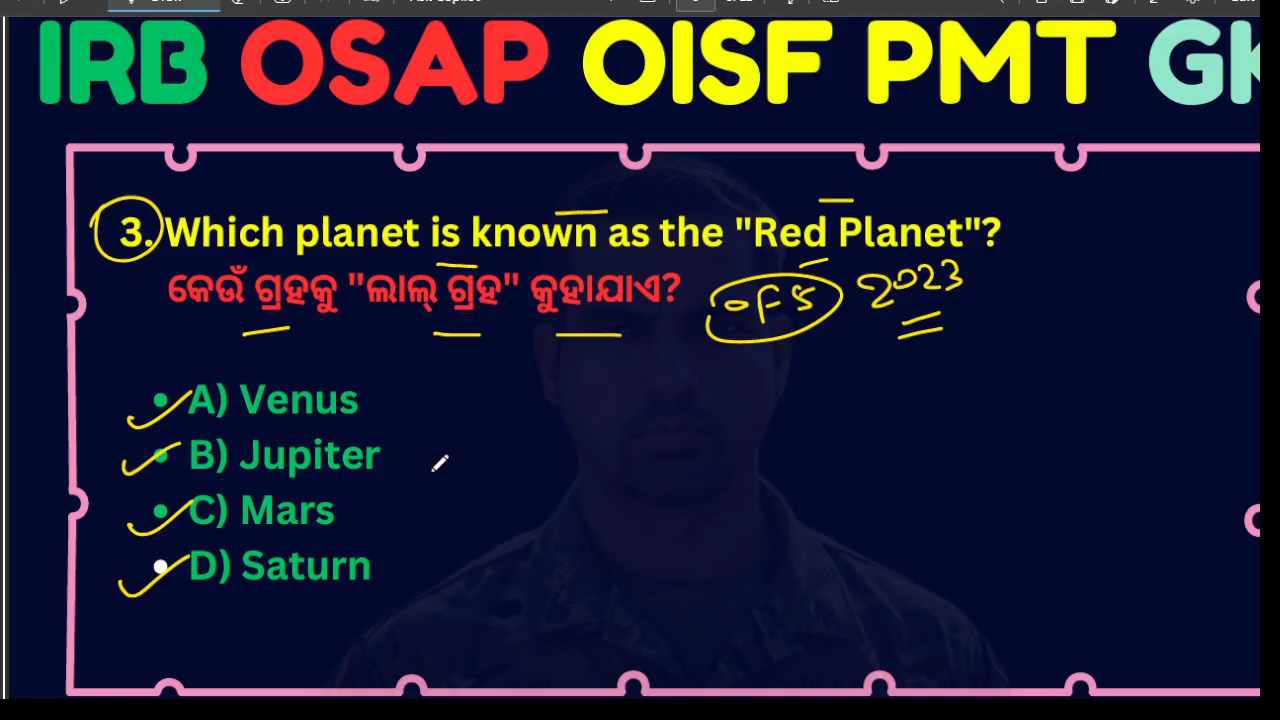 IRB OSAP OISF PMT GK
3. Which planet is known as the "Red Planet"?
କେଉଁ ଗ୍ରହକୁ "ଲାଲ୍ ଗ୍ରହ" କୁହାଯାଏ?
2023
A) Venus
B) Jupiter
C) Mars
D) Saturn